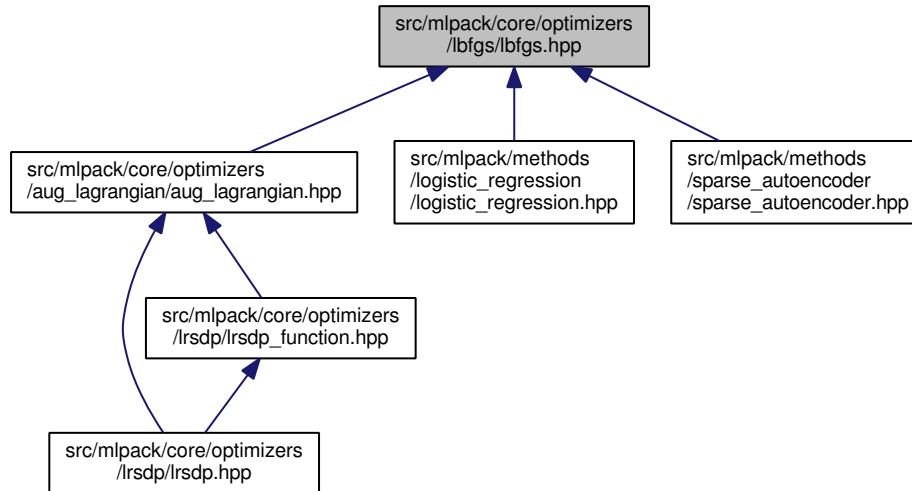 src/mlpack/core/optimizers
/lbfgs/lbfgs.hpp
src/mlpack/core/optimizers
/aug_lagrangian/aug_lagrangian.hpp
src/mlpack/methods
/logistic_regression
/logistic_regression.hpp
src/mlpack/methods
/sparse_autoencoder
/sparse_autoencoder.hpp
src/mlpack/core/optimizers
/lrsdp/lrsdp_function.hpp
src/mlpack/core/optimizers
/lrsdp/lrsdp.hpp